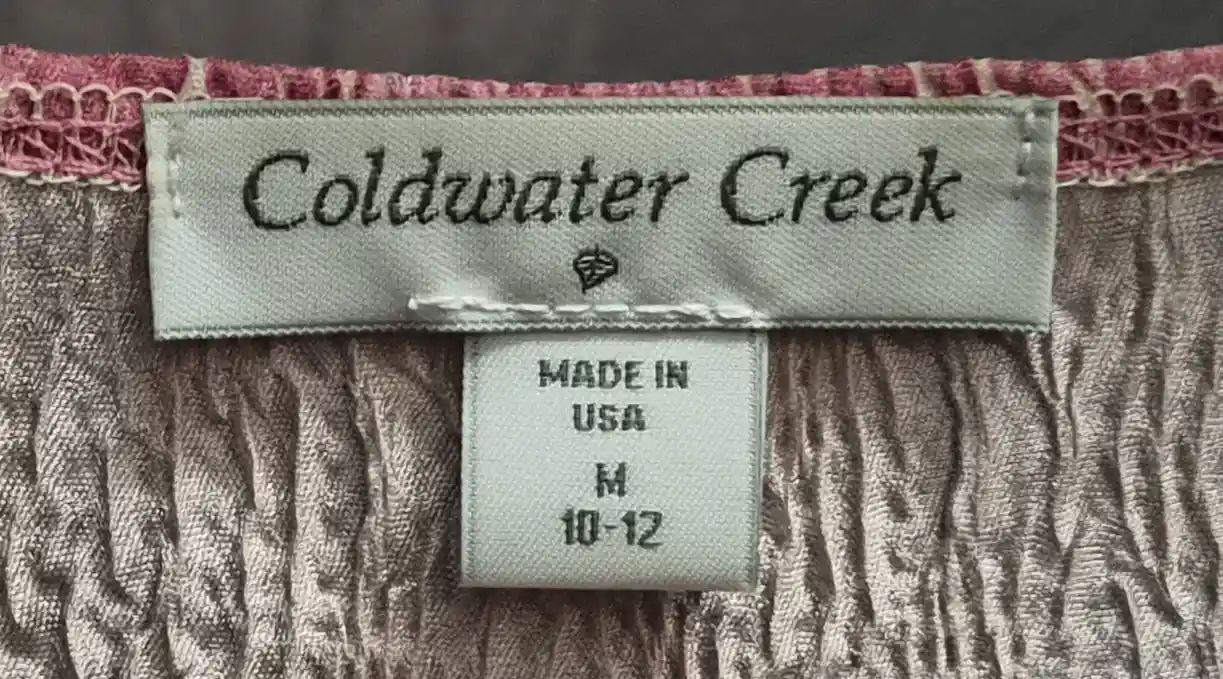 Coldwater Creek
MADE IN
USA
M
10-12